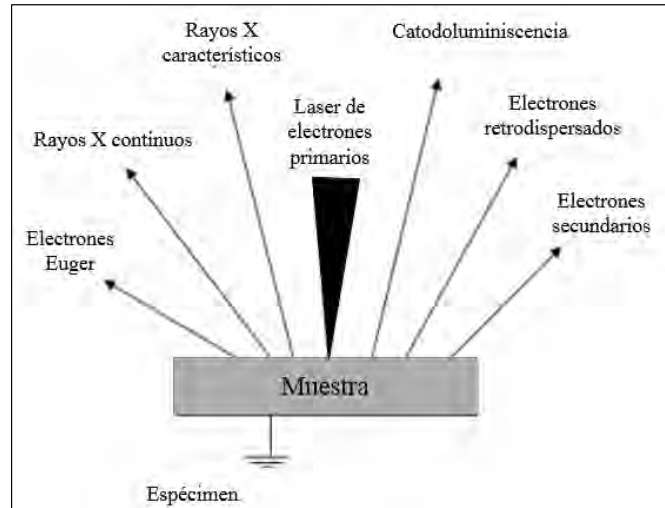 Rayos X
característicos
Catodoluminiscencia
Laser de
electrones
primarios
Electrones
retrodispersados
Rayos X continuos
Electrones
secundarios
Electrones
Euger
Muestra
Espécimen